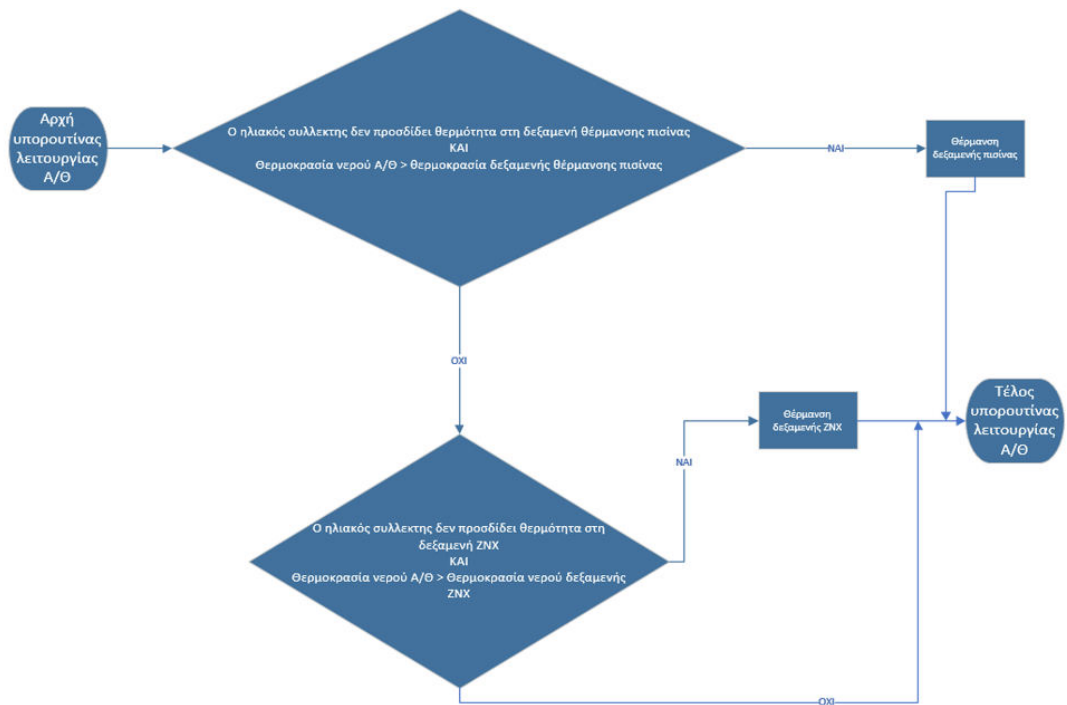 Αρχή
υπορουτίνας
λειτουργίας
Α/Θ
Ο ηλιακός συλλεκτης δεν προσδίδει θερμότητα στη δεξαμενή θέρμανσης πισίνας
ΚΑΙ
Θερμοκρασία νερού Α/Θ > θερμοκρασία δεξαμενής θέρμανσης πισίνας
ΝΑΙ
Θέρμανση
δεξαμενής πισίνας
ΟΧΙ
Θέρμανση
δεξαμενής ΖΝΧ
Τέλος
υπορουτίνας
λειτουργίας
Α/Θ
ΝΑΙ
Ο ηλιακός συλλεκτης δεν προσδίδει θερμότητα στη
δεξαμενή ΖΝΧ
ΚΑΙ
Θερμοκρασία νερού Α/Θ > Θερμοκρασία νερού δεξαμενής
ΖΝΧ
ΟΧΙ